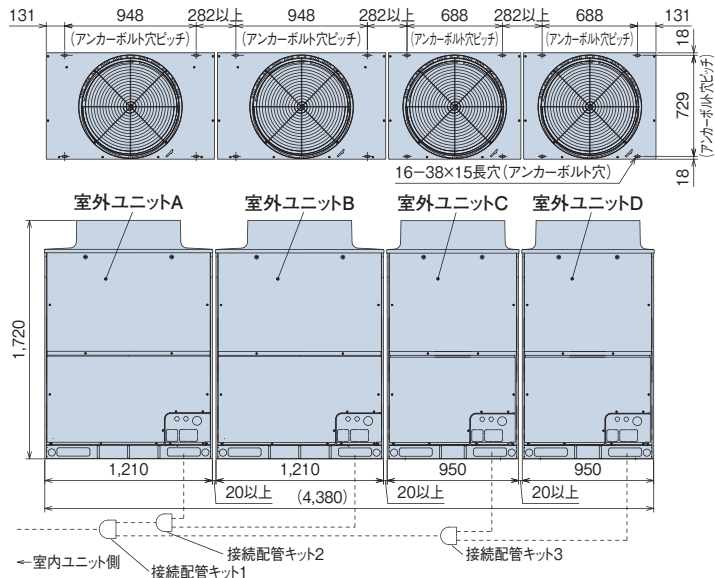 131 948 282以上 948 282以上 688 282以上 688 131
(アンカーボルト穴ピッチ) (アンカーボルト穴ピッチ) (アンカーボルト穴ピッチ) (アンカーボルト穴ピッチ)
18
729
(アンカーボルト穴ピッチ)
18
16−38×15長穴(アンカーボルト穴)
室外ユニットA 室外ユニットB 室外ユニットC 室外ユニットD
1,720
1,210 1,210 950 950
20以上 (4,380) 20以上 20以上
←室内ユニット側
接続配管キット1
接続配管キット2
接続配管キット3